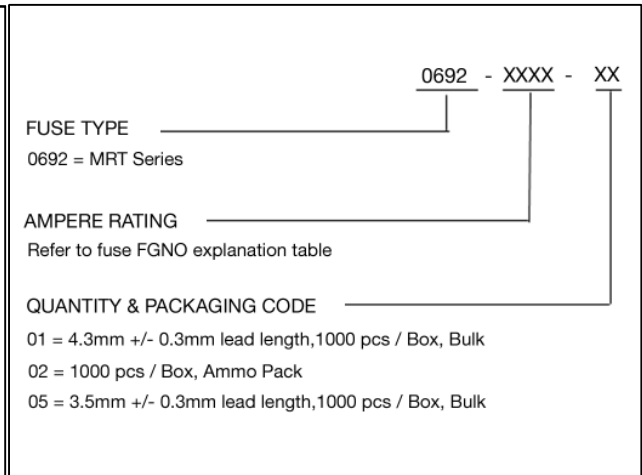 0692 - XXXX - XX
FUSE TYPE
0692 = MRT Series
AMPERE RATING
Refer to fuse FGNO explanation table
QUANTITY & PACKAGING CODE
01 = 4.3mm +/- 0.3mm lead length,1000 pcs / Box, Bulk
02 = 1000 pcs / Box, Ammo Pack
05 = 3.5mm +/- 0.3mm lead length,1000 pcs / Box, Bulk